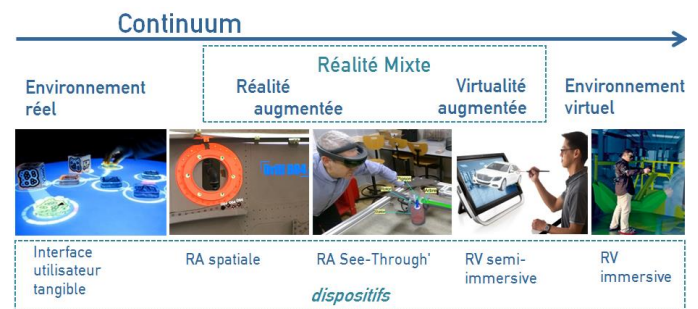 Continuum
Réalité Mixte
Environnement
réel
Réalité
augmentée
Virtualité
augmentée
Environnement
virtuel
Interface
utilisateur
tangible
RA spatiale
RA See-Through'
RV semi-
immersive
RV
immersive
dispositifs